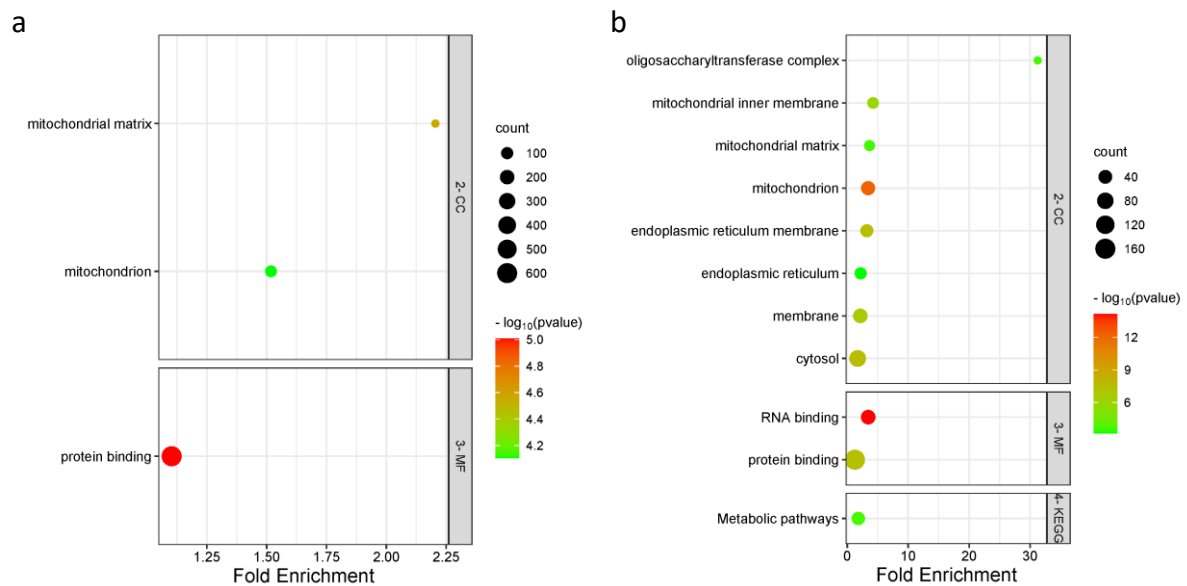 a
mitochondrial matrix
mitochondrion
2- CC
protein binding
3- MF
1.25 1.50 1.75 2.00 2.25
Fold Enrichment
count
100
200
300
400
500
600
- log10(pvalue)
5.0
4.8
4.6
4.4
4.2
b
oligosaccharyltransferase complex
mitochondrial inner membrane
mitochondrial matrix
mitochondrion
endoplasmic reticulum membrane
endoplasmic reticulum
membrane
cytosol
2- CC
RNA binding
protein binding
3- MF
Metabolic pathways
4- KEGG
0 10 20 30
Fold Enrichment
count
40
80
120
160
- log10(pvalue)
12
9
6